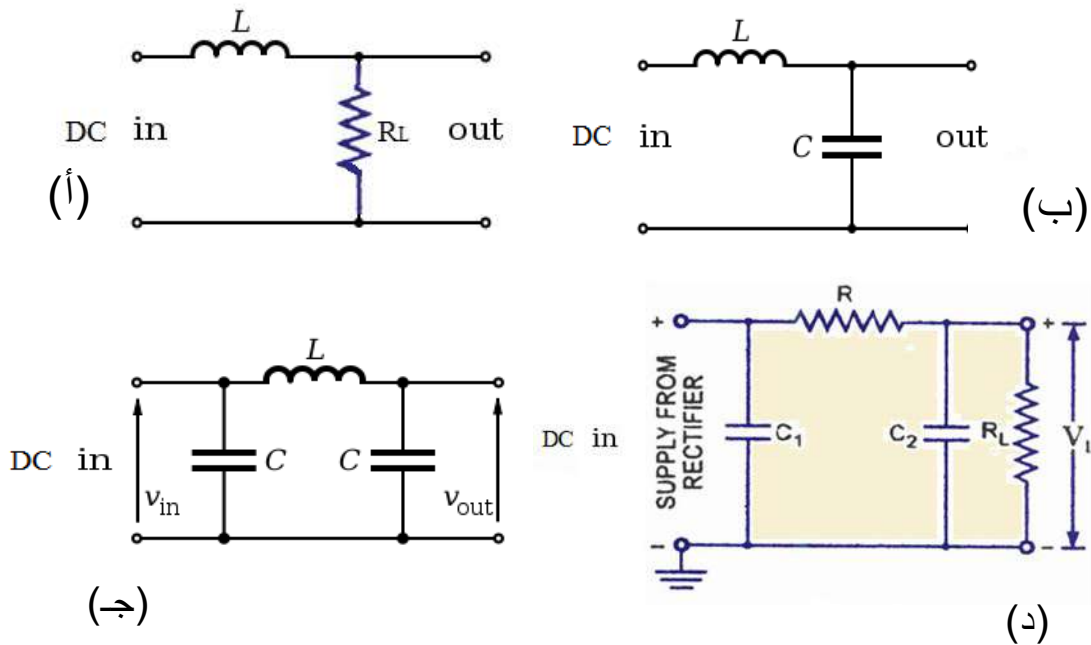 L
DC in
RL
out
(أ)
L
DC in
C
out
(ب)
L
DC in
C
C
vin
vout
(جـ)
DC in
SUPPLY FROM
RECTIFIER
+
R
+
C1
C2
RL
VL
−
−
(د)